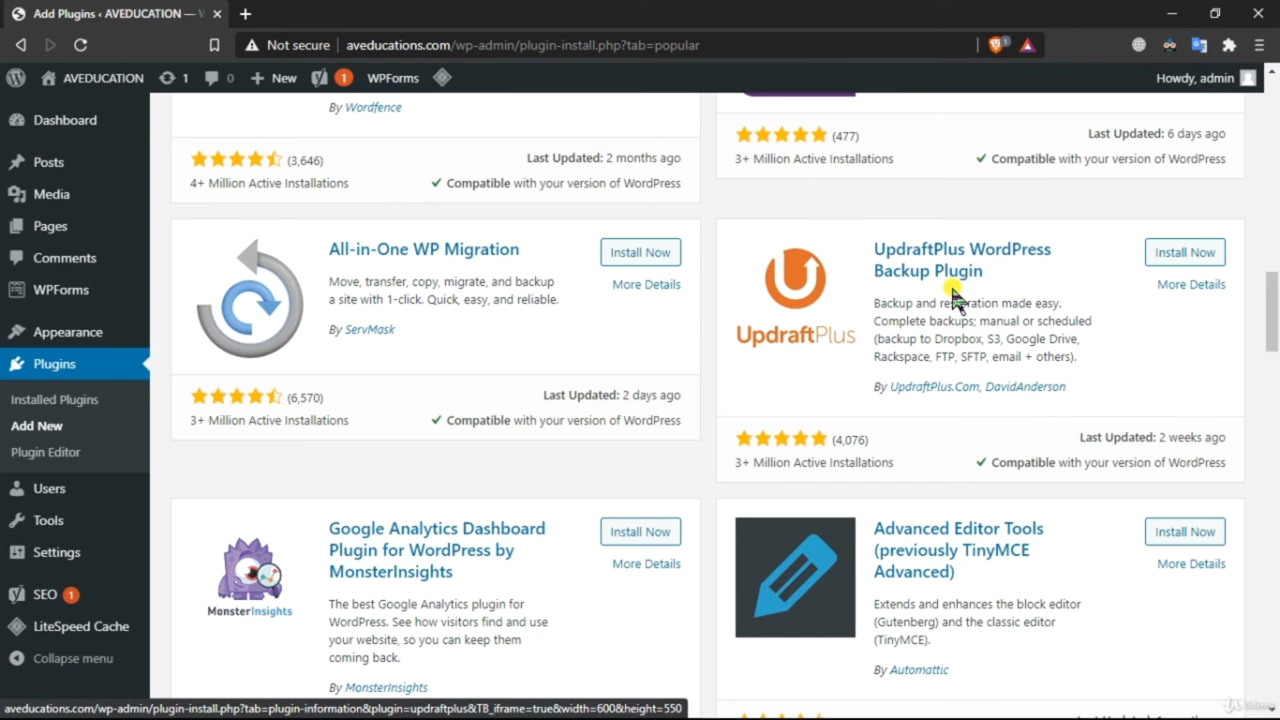 Add Plugins ‹ AVEDUCATION —
Not secure
aveducations.com/wp-admin/plugin-install.php?tab=popular
1
AVEDUCATION
1
0
New
1
WPForms
Howdy, admin
Dashboard
Posts
Media
Pages
Comments
WPForms
Appearance
Plugins
Installed Plugins
Add New
Plugin Editor
Users
Tools
Settings
SEO 1
LiteSpeed Cache
Collapse menu
By Wordfence
(3,646)
Last Updated: 2 months ago
4+ Million Active Installations
Compatible with your version of WordPress
(477)
Last Updated: 6 days ago
3+ Million Active Installations
Compatible with your version of WordPress
All-in-One WP Migration
Install Now
More Details
Move, transfer, copy, migrate, and backup
a site with 1-click. Quick, easy, and reliable.
By ServMask
(6,570)
Last Updated: 2 days ago
3+ Million Active Installations
Compatible with your version of WordPress
UpdraftPlus
UpdraftPlus WordPress
Backup Plugin
Install Now
More Details
Backup and restoration made easy.
Complete backups; manual or scheduled
(backup to Dropbox, S3, Google Drive,
Rackspace, FTP, SFTP, email + others).
By UpdraftPlus.Com, DavidAnderson
(4,076)
Last Updated: 2 weeks ago
3+ Million Active Installations
Compatible with your version of WordPress
MonsterInsights
Google Analytics Dashboard
Plugin for WordPress by
MonsterInsights
Install Now
More Details
The best Google Analytics plugin for
WordPress. See how visitors find and use
your website, so you can keep them
coming back.
By MonsterInsights
Advanced Editor Tools
(previously TinyMCE
Advanced)
Install Now
More Details
Extends and enhances the block editor
(Gutenberg) and the classic editor
(TinyMCE).
By Automattic
aveducations.com/wp-admin/plugin-install.php?tab=plugin-information&plugin=updraftplus&TB_iframe=true&width=600&height=550